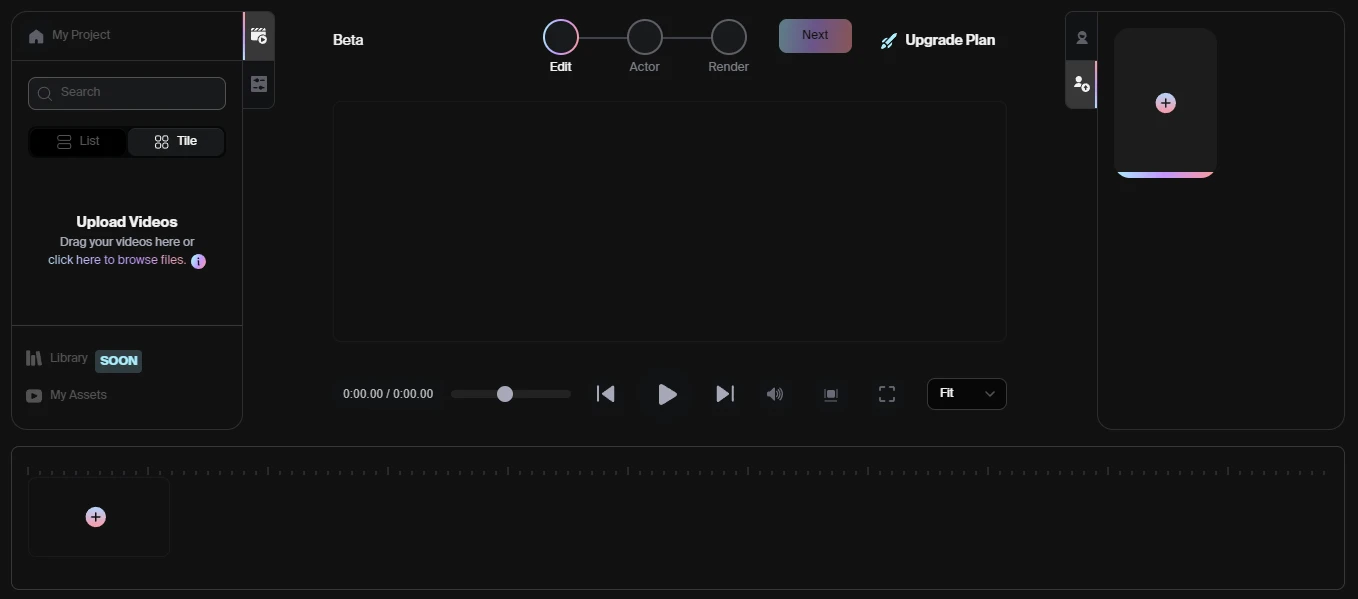 My Project
Search
List
Tile
Upload Videos
Drag your videos here or
click here to browse files.
Library SOON
My Assets
Beta
Edit
Actor
Render
Next
Upgrade Plan
0:00.00 / 0:00.00
Fit